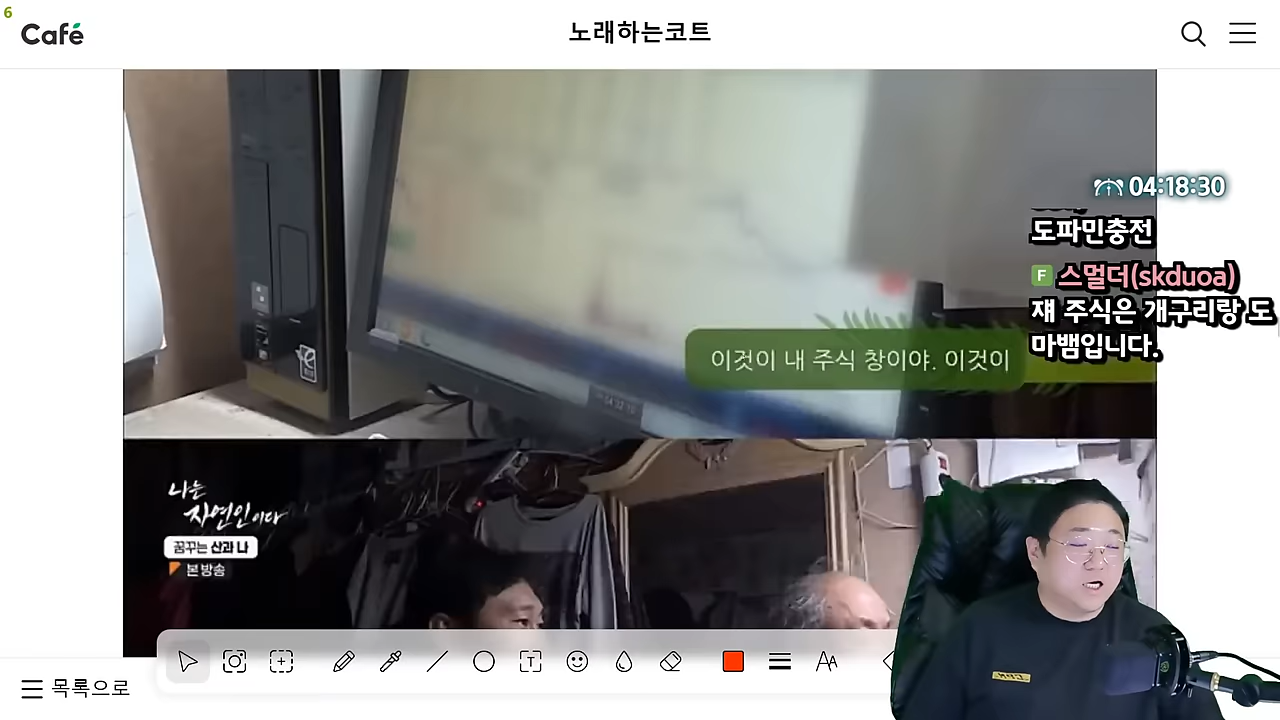 6
Café
노래하는코트
04:18:30
도파민충전
F 스멀더(skduoa)
쟤 주식은 개구리랑 도
마뱀입니다.
이것이 내 주식 창이야. 이것이
나는
자연인이다
꿈꾸는 산과 나
본방송
T
AA
목록으로